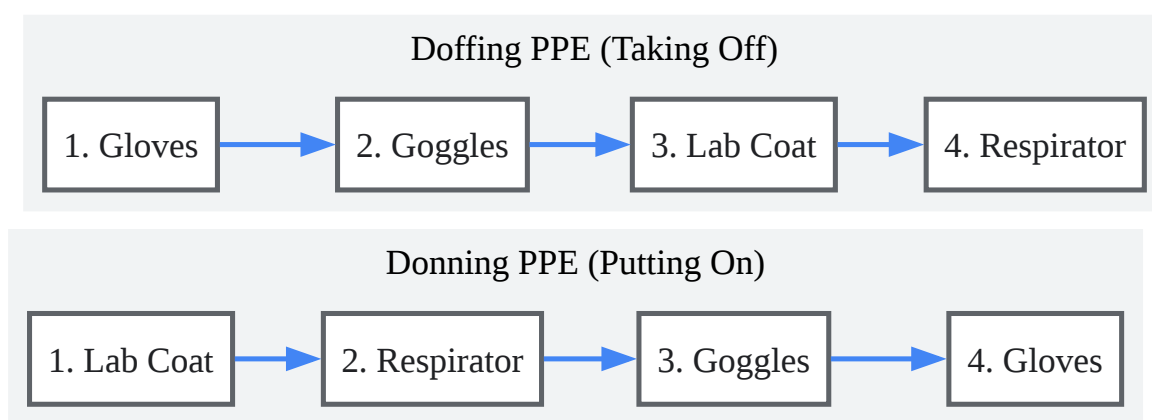 Doffing PPE (Taking Off)
1. Gloves
2. Goggles
3. Lab Coat
4. Respirator
Donning PPE (Putting On)
1. Lab Coat
2. Respirator
3. Goggles
4. Gloves